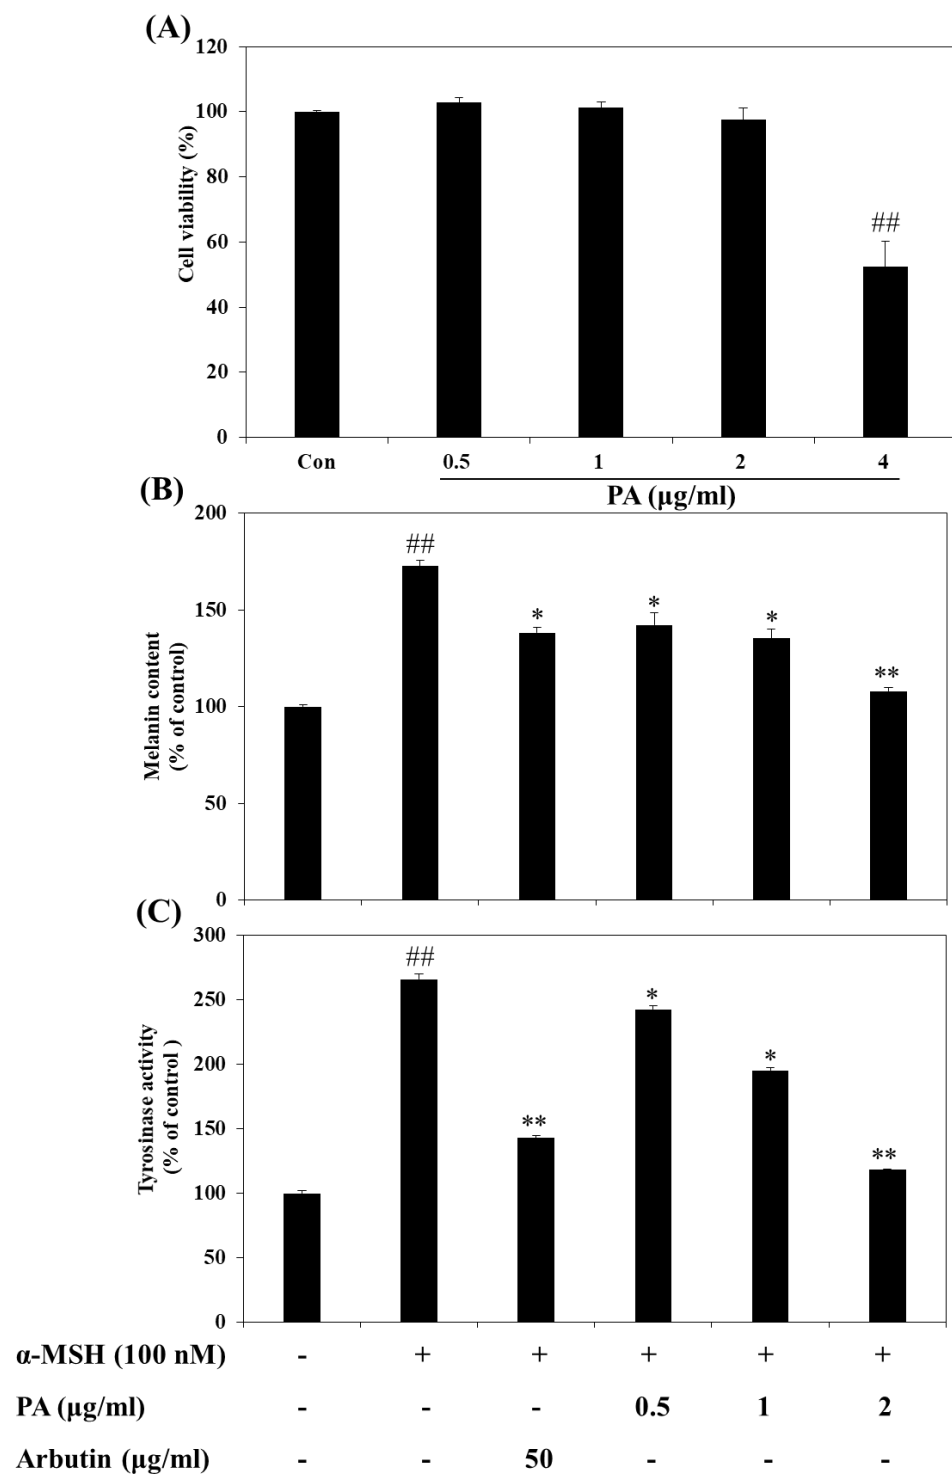 (A)
120
100
80
60
40
20
0
Cell viability (%)
##
Con 0.5 1 2 4
PA (μg/ml)
(B)
200
150
100
50
0
Melanin content
(% of control)
## * * * **
(C)
300
250
200
150
100
50
0
Tyrosinase activity
(% of control )
## ** * * **
α-MSH (100 nM) - + + + + +
PA (μg/ml) - - - 0.5 1 2
Arbutin (μg/ml) - - 50 - - -